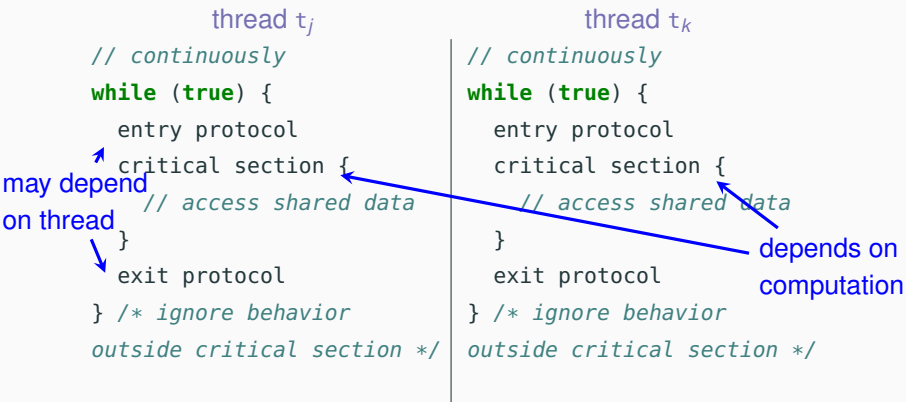 thread t_j
// continuously
while (true) {
entry protocol
critical section {
// access shared data
}
exit protocol
} /* ignore behavior
outside critical section */
thread t_k
// continuously
while (true) {
entry protocol
critical section {
// access shared data
}
exit protocol
} /* ignore behavior
outside critical section */
may depend
on thread
depends on
computation